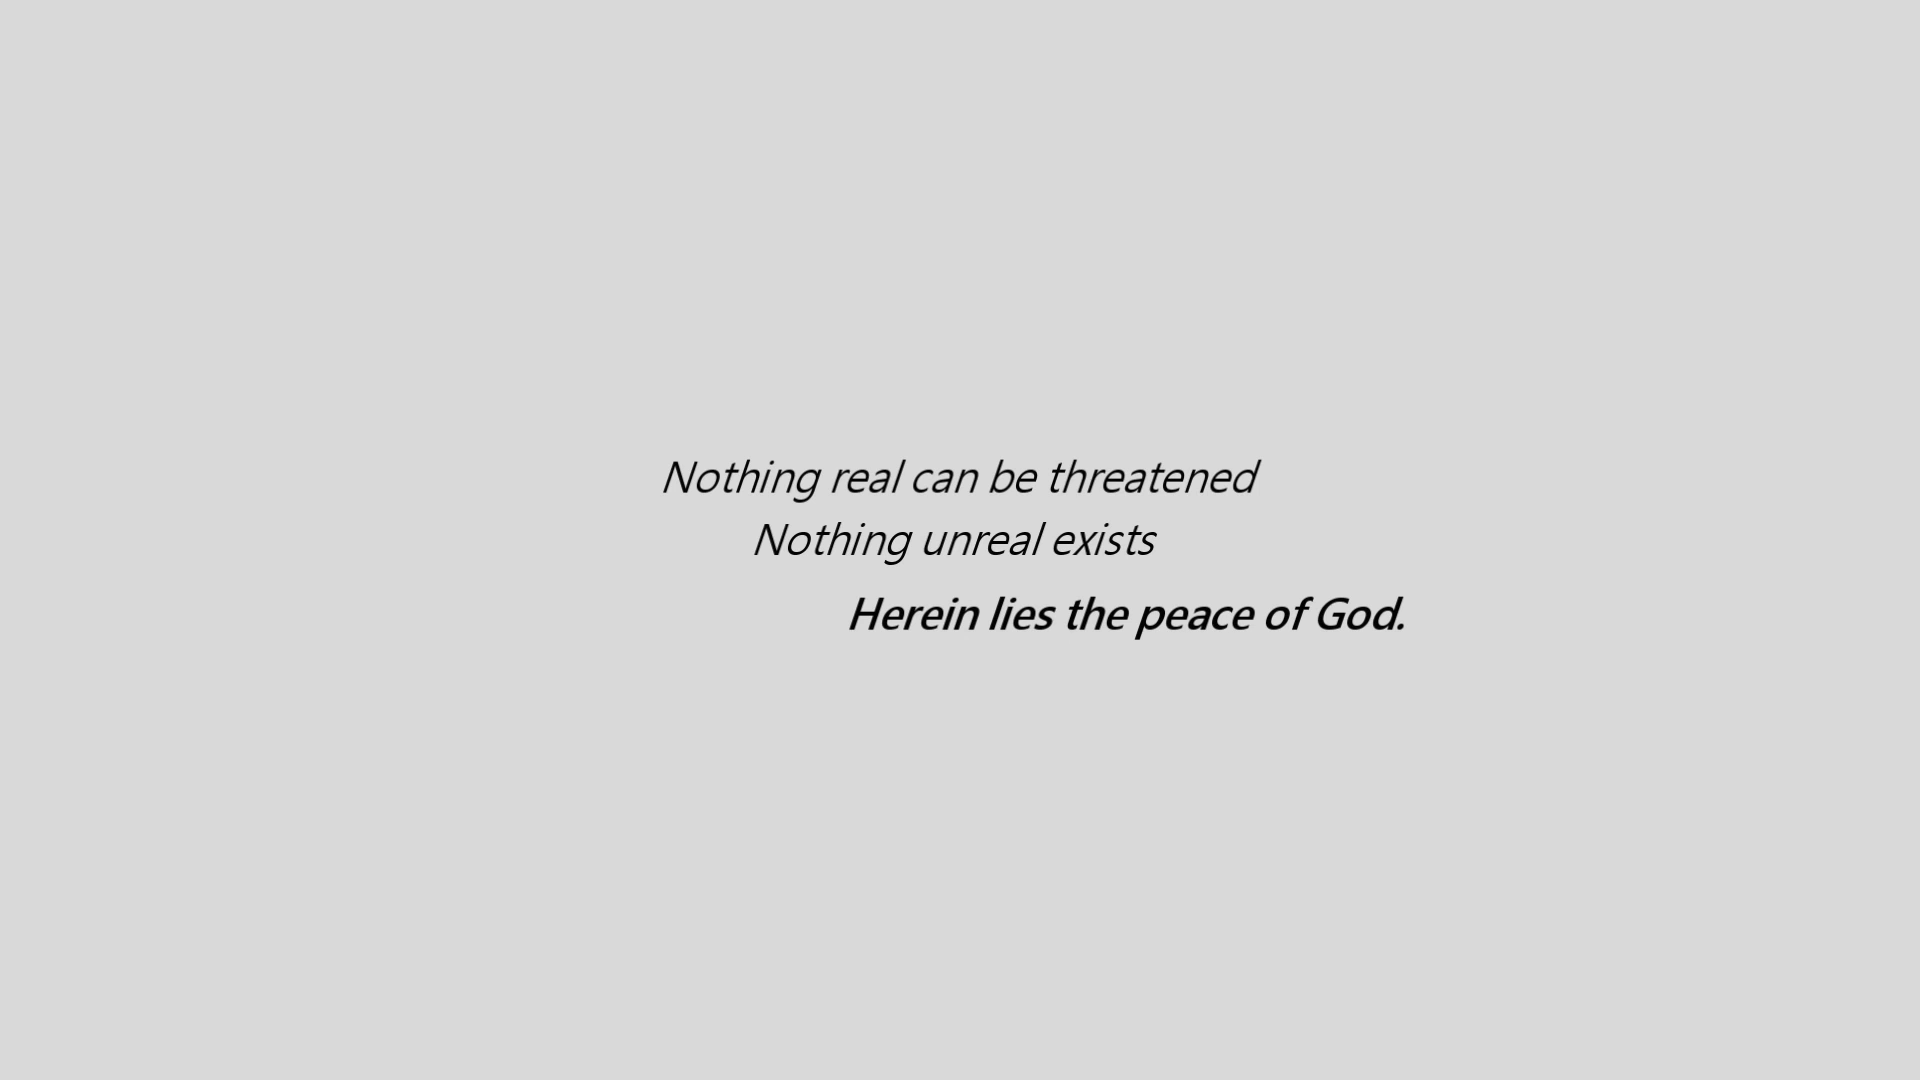 Nothing real can be threatened
Nothing unreal exists
Herein lies the peace of God.